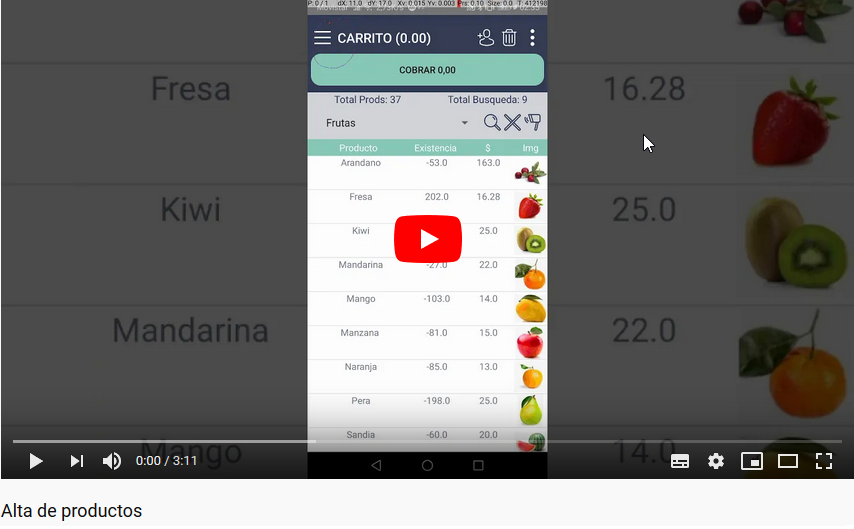 P: 0 / 1 dX: 11.0 dY: 17.0 Xv: 0.015 Yv: 0.003 Prs: 0.10 Size: 0.0 T: 412198
CARRITO (0.00)
COBRAR 0,00
Total Prods: 37 Total Busqueda: 9
Frutas
Producto Existencia $ Img
Arandano -53.0 163.0
Fresa 202.0 16.28
Kiwi 25.0
Mandarina -27.0 22.0
Mango -103.0 14.0
Manzana -81.0 15.0
Naranja -85.0 13.0
Pera -198.0 25.0
Sandia -60.0 20.0
Fresa 16.28
Kiwi 25.0
Mandarina 22.0
Mango 14.0
0:00 / 3:11
Alta de productos